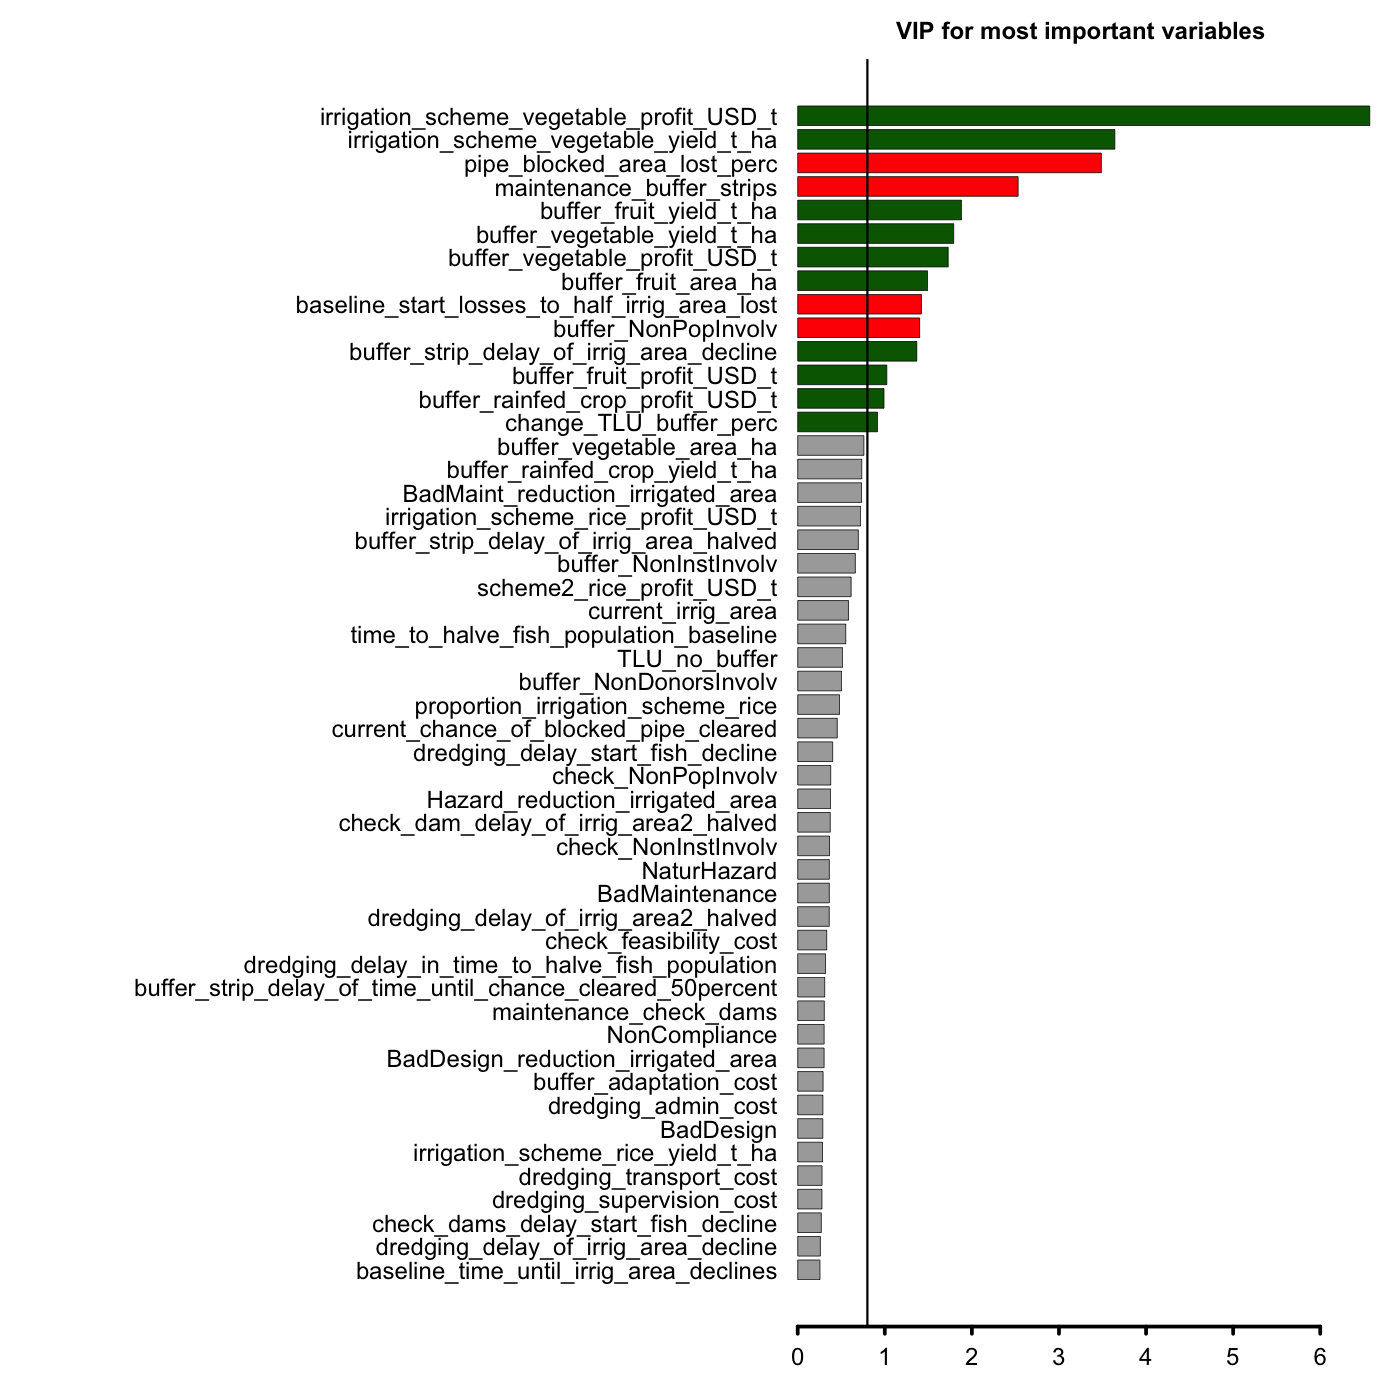 VIP for most important variables
irrigation_scheme_vegetable_profit_USD_t
irrigation_scheme_vegetable_yield_t_ha
pipe_blocked_area_lost_perc
maintenance_buffer_strips
buffer_fruit_yield_t_ha
buffer_vegetable_yield_t_ha
buffer_vegetable_profit_USD_t
buffer_fruit_area_ha
baseline_start_losses_to_half_irrig_area_lost
buffer_NonPopInvolv
buffer_strip_delay_of_irrig_area_decline
buffer_fruit_profit_USD_t
buffer_rainfed_crop_profit_USD_t
change_TLU_buffer_perc
buffer_vegetable_area_ha
buffer_rainfed_crop_yield_t_ha
BadMaint_reduction_irrigated_area
irrigation_scheme_rice_profit_USD_t
buffer_strip_delay_of_irrig_area_halved
buffer_NonInstInvolv
scheme2_rice_profit_USD_t
current_irrig_area
time_to_halve_fish_population_baseline
TLU_no_buffer
buffer_NonDonorsInvolv
proportion_irrigation_scheme_rice
current_chance_of_blocked_pipe_cleared
dredging_delay_start_fish_decline
check_NonPopInvolv
Hazard_reduction_irrigated_area
check_dam_delay_of_irrig_area2_halved
check_NonInstInvolv
NaturHazard
BadMaintenance
dredging_delay_of_irrig_area2_halved
check_feasibility_cost
dredging_delay_in_time_to_halve_fish_population
buffer_strip_delay_of_time_until_chance_cleared_50percent
maintenance_check_dams
NonCompliance
BadDesign_reduction_irrigated_area
buffer_adaptation_cost
dredging_admin_cost
BadDesign
irrigation_scheme_rice_yield_t_ha
dredging_transport_cost
dredging_supervision_cost
check_dams_delay_start_fish_decline
dredging_delay_of_irrig_area_decline
baseline_time_until_irrig_area_declines
0 1 2 3 4 5 6